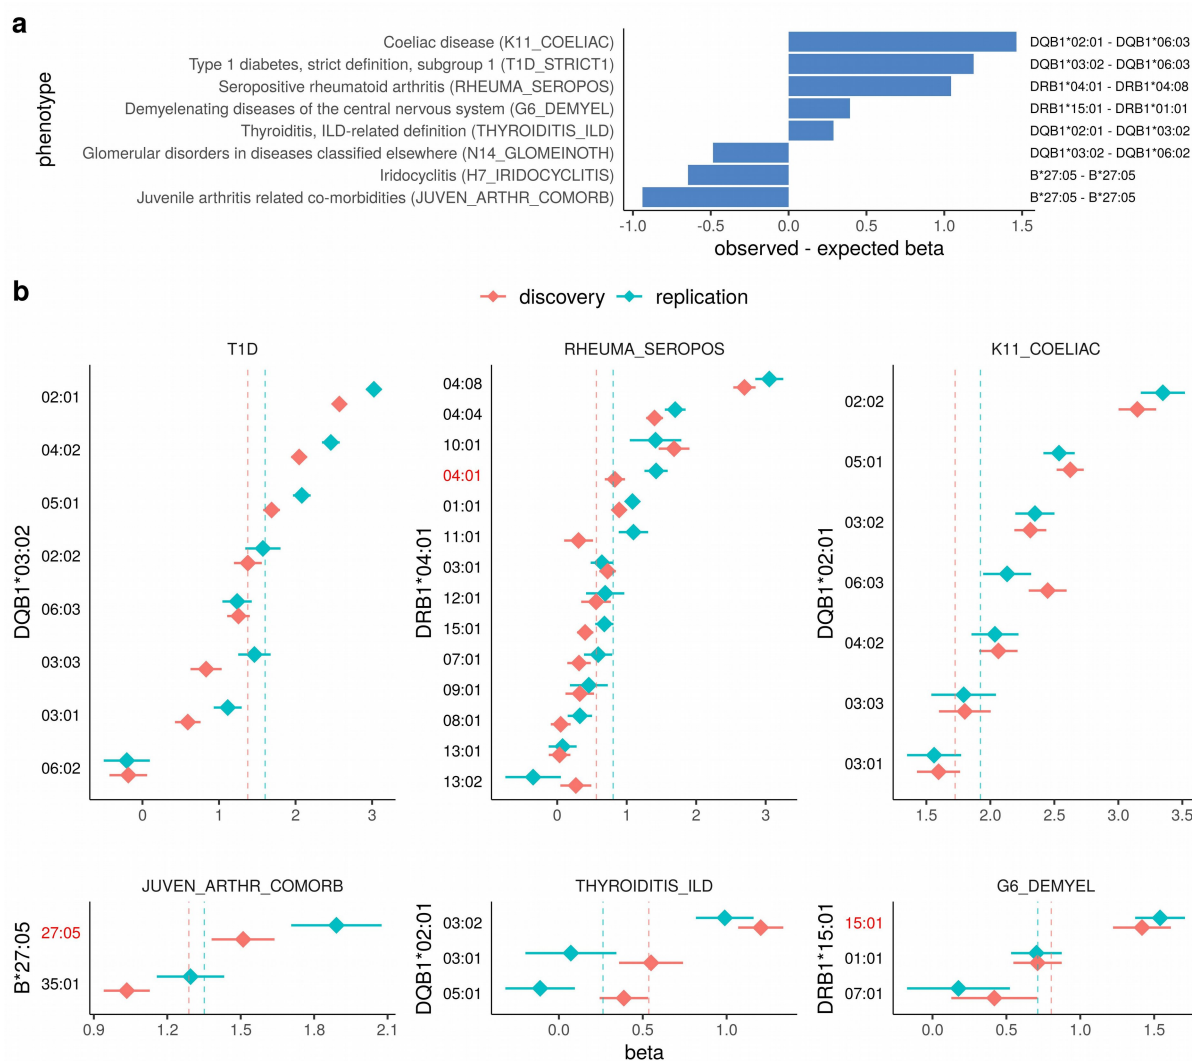 a
phenotype
Coeliac disease (K11_COELIAC)
Type 1 diabetes, strict definition, subgroup 1 (T1D_STRICT1)
Seropositive rheumatoid arthritis (RHEUMA_SEROPOS)
Demyelenating diseases of the central nervous system (G6_DEMYEL)
Thyroiditis, ILD-related definition (THYROIDITIS_ILD)
Glomerular disorders in diseases classified elsewhere (N14_GLOMEINOTH)
Iridocyclitis (H7_IRIDOCYCLITIS)
Juvenile arthritis related co-morbidities (JUVEN_ARTHR_COMORB)
DQB1*02:01 - DQB1*06:03
DQB1*03:02 - DQB1*06:03
DRB1*04:01 - DRB1*04:08
DRB1*15:01 - DRB1*01:01
DQB1*02:01 - DQB1*03:02
DQB1*03:02 - DQB1*06:02
B*27:05 - B*27:05
B*27:05 - B*27:05
-1.0 -0.5 0.0 0.5 1.0 1.5
observed - expected beta
b
discovery replication
T1D
DQB1*03:02
02:01
04:02
05:01
02:02
06:03
03:03
03:01
06:02
0 1 2 3
RHEUMA_SEROPOS
DRB1*04:01
04:08
04:04
10:01
04:01
01:01
11:01
03:01
12:01
15:01
07:01
09:01
08:01
13:01
13:02
0 1 2 3
K11_COELIAC
DQB1*02:01
02:02
05:01
03:02
06:03
04:02
03:03
03:01
1.5 2.0 2.5 3.0 3.5
JUVEN_ARTHR_COMORB
B*27:05
27:05
35:01
0.9 1.2 1.5 1.8 2.1
THYROIDITIS_ILD
DQB1*02:01
03:02
03:01
05:01
0.0 0.5 1.0
G6_DEMYEL
DRB1*15:01
15:01
01:01
07:01
0.0 0.5 1.0 1.5
beta